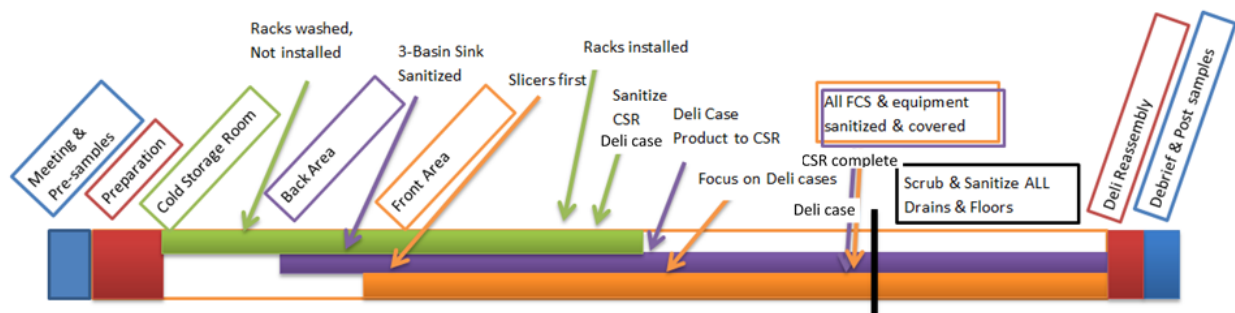 Meeting &
Pre-samples
Preparation
Cold Storage Room
Racks washed,
Not installed
Back Area
3-Basin Sink
Sanitized
Front Area
Slicers first
Racks installed
Sanitize
CSR
Deli case
Deli Case
Product to CSR
Focus on Deli cases
All FCS & equipment
sanitized & covered
CSR complete
Deli case
Scrub & Sanitize ALL
Drains & Floors
Deli Reassembly
Debrief & Post samples